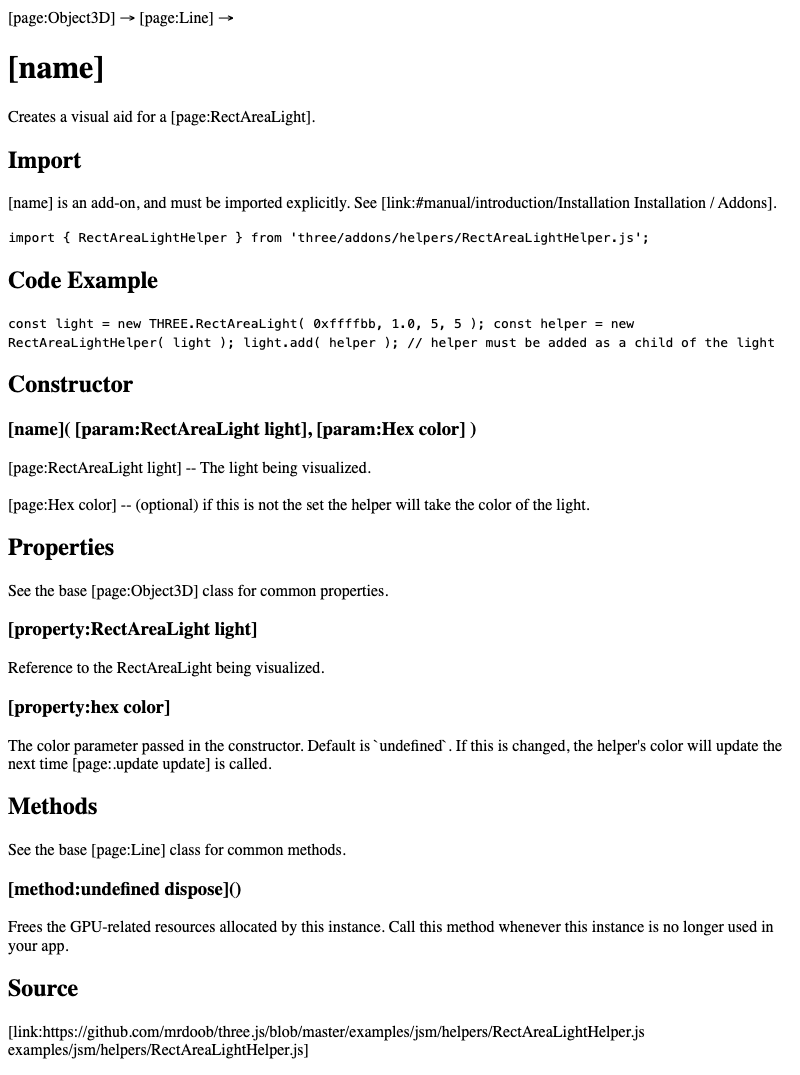 [page:Object3D] → [page:Line] →
[name]
Creates a visual aid for a [page:RectAreaLight].
Import
[name] is an add-on, and must be imported explicitly. See [link:#manual/introduction/Installation Installation / Addons].
import { RectAreaLightHelper } from 'three/addons/helpers/RectAreaLightHelper.js';
Code Example
const light = new THREE.RectAreaLight( 0xffffbb, 1.0, 5, 5 ); const helper = new
RectAreaLightHelper( light ); light.add( helper ); // helper must be added as a child of the light
Constructor
[name]( [param:RectAreaLight light], [param:Hex color] )
[page:RectAreaLight light] -- The light being visualized.
[page:Hex color] -- (optional) if this is not the set the helper will take the color of the light.
Properties
See the base [page:Object3D] class for common properties.
[property:RectAreaLight light]
Reference to the RectAreaLight being visualized.
[property:hex color]
The color parameter passed in the constructor. Default is `undefined`. If this is changed, the helper's color will update the
next time [page:.update update] is called.
Methods
See the base [page:Line] class for common methods.
[method:undefined dispose]()
Frees the GPU-related resources allocated by this instance. Call this method whenever this instance is no longer used in
your app.
Source
[link:https://github.com/mrdoob/three.js/blob/master/examples/jsm/helpers/RectAreaLightHelper.js
examples/jsm/helpers/RectAreaLightHelper.js]